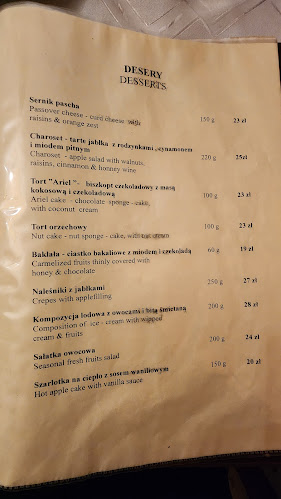 DESERY
DESSERTS
Sernik pascha
Passover cheese - curd cheese with
raisins & orange zest
150 g 23 zł
Charoset - tarte jabłka z rodzynkami ,cynamonem
i miodem pitnym
Charoset - apple salad with walnuts,
raisins, cinnamon & honney wine
220 g 25zł
Tort "Ariel " - biszkopt czekoladowy z masą
kokosową i czekoladową
Ariel cake - chocolate sponge - cake,
with coconut cream
100 g 23 zł
Tort orzechowy
Nut cake - nut sponge - cake, with nut cream
100 g 23 zł
Baklała - ciastko bakaliowe z miodem i czekoladą
Carmelized fruits thinly covered with
honey & chocolate
60 g 19 zł
Naleśniki z jabłkami
Crepes with applefilling
250 g 27 zł
Kompozycja lodowa z owocami i bitą śmietaną
Composition of ice - cream with wipped
cream & fruits
200 g 28 zł
Sałatka owocowa
Seasonal fresh fruits salad
200 g 24 zł
Szarlotka na ciepło z sosem waniliowym
Hot apple cake with vanilla sauce
150 g 20 zł